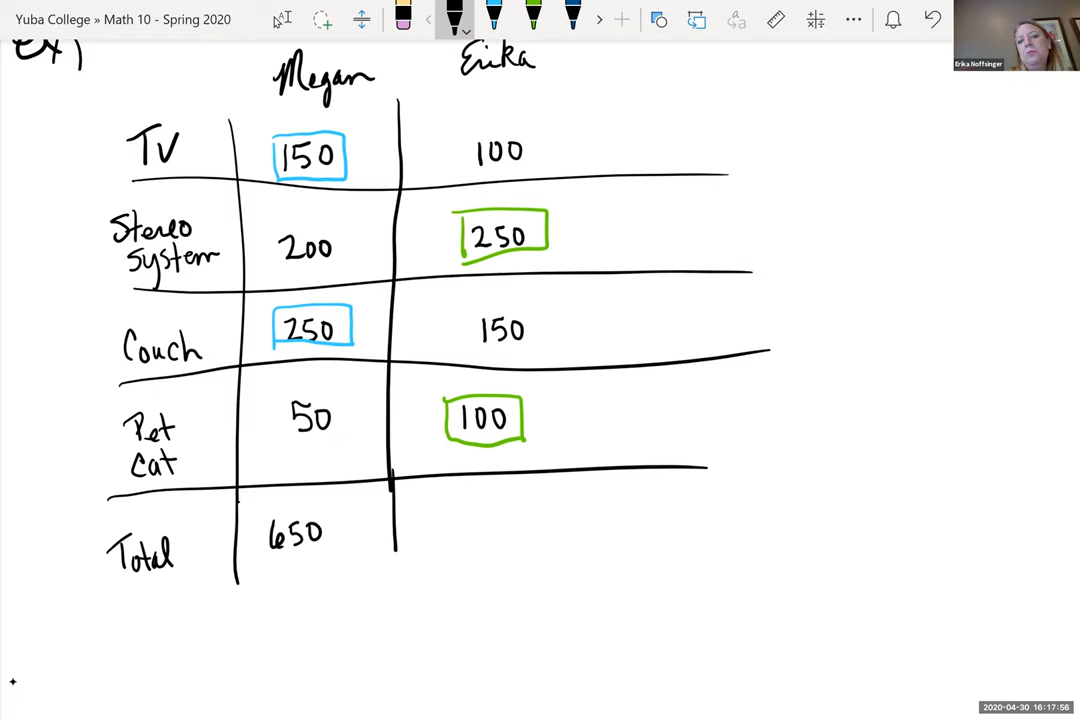 Yuba College » Math 10 - Spring 2020
Erika Noffsinger
Ex)
Megan Erika
TV 150 100
Stereo
System 200 250
Couch 250 150
Pet
Cat 50 100
Total 650
2020-04-30 16:17:56